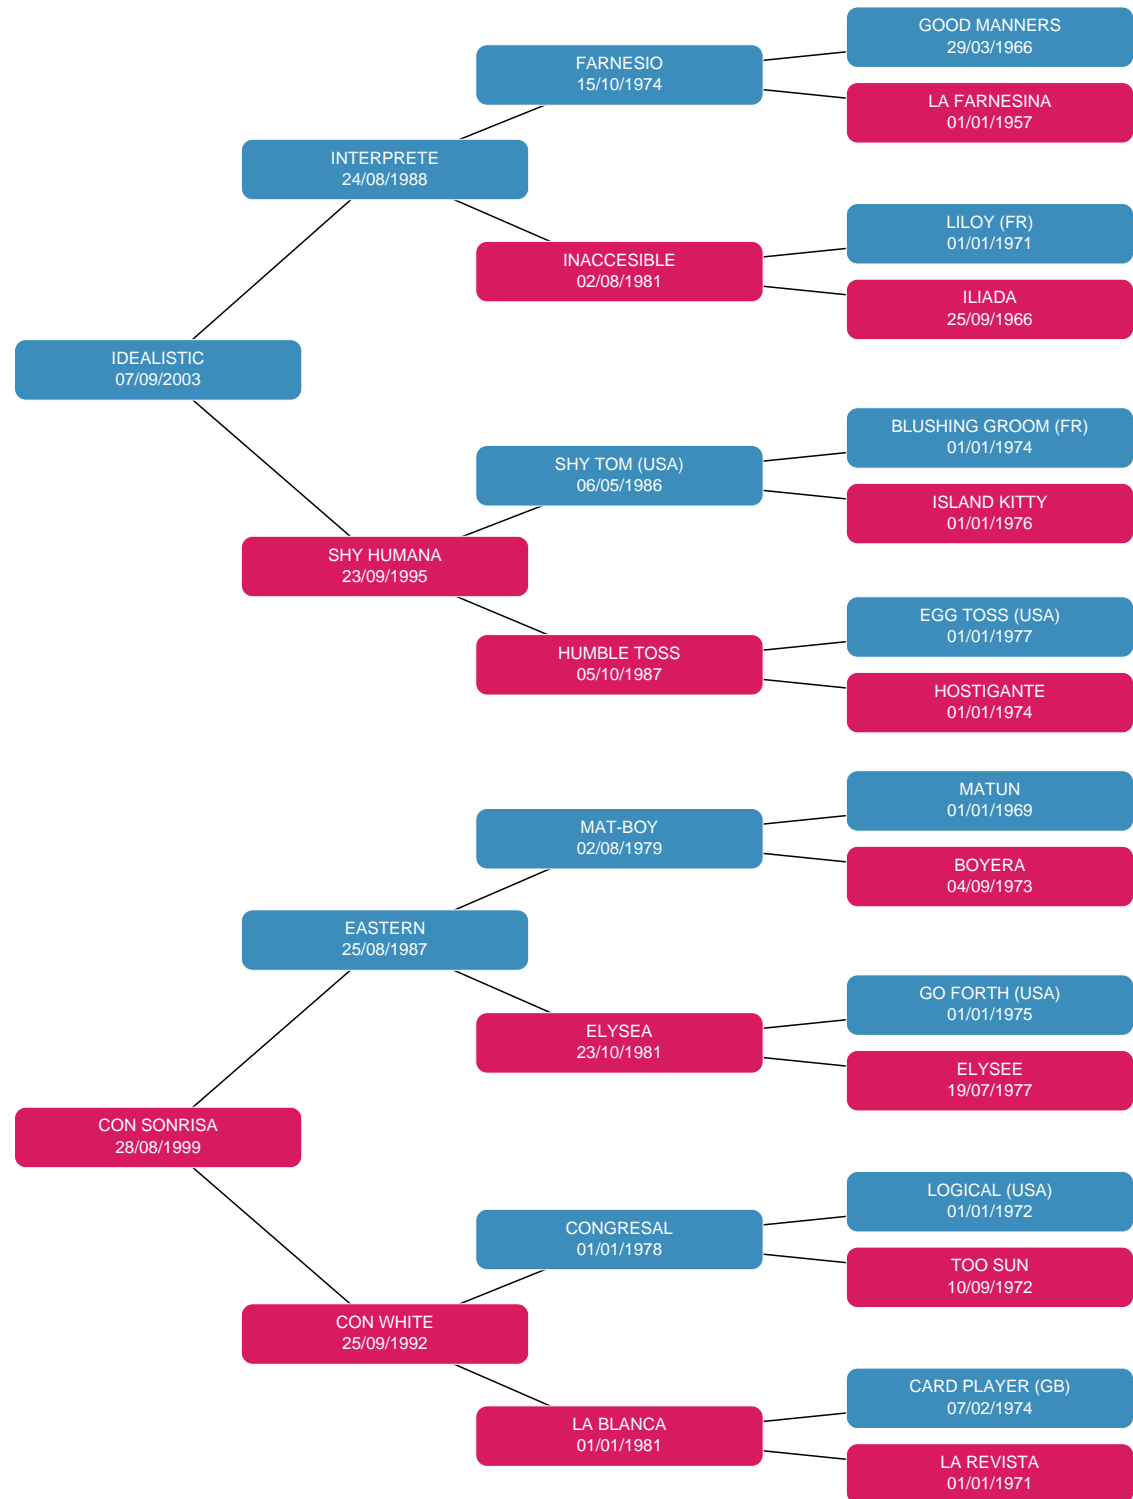 GOOD MANNERS
29/03/1966
FARNESIO
15/10/1974
LA FARNESINA
01/01/1957
INTERPRETE
24/08/1988
LILOY (FR)
01/01/1971
INACCESIBLE
02/08/1981
ILIADA
25/09/1966
IDEALISTIC
07/09/2003
BLUSHING GROOM (FR)
01/01/1974
SHY TOM (USA)
06/05/1986
ISLAND KITTY
01/01/1976
SHY HUMANA
23/09/1995
EGG TOSS (USA)
01/01/1977
HUMBLE TOSS
05/10/1987
HOSTIGANTE
01/01/1974
MATUN
01/01/1969
MAT-BOY
02/08/1979
BOYERA
04/09/1973
EASTERN
25/08/1987
GO FORTH (USA)
01/01/1975
ELYSEA
23/10/1981
ELYSEE
19/07/1977
CON SONRISA
28/08/1999
LOGICAL (USA)
01/01/1972
CONGRESAL
01/01/1978
TOO SUN
10/09/1972
CON WHITE
25/09/1992
CARD PLAYER (GB)
07/02/1974
LA BLANCA
01/01/1981
LA REVISTA
01/01/1971